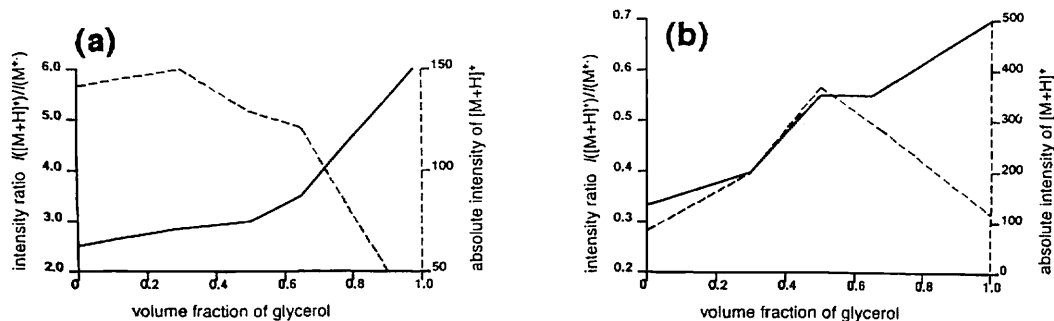 (a)
intensity ratio I([M+H]⁺)/I(M⁺·)
6.0
5.0
4.0
3.0
2.0
150
100
50
absolute intensity of [M+H]⁺
0 0.2 0.4 0.6 0.8 1.0
volume fraction of glycerol
(b)
intensity ratio I([M+H]⁺)/I(M⁺·)
0.7
0.6
0.5
0.4
0.3
0.2
500
400
300
200
100
0
absolute intensity of [M+H]⁺
0 0.2 0.4 0.6 0.8 1.0
volume fraction of glycerol